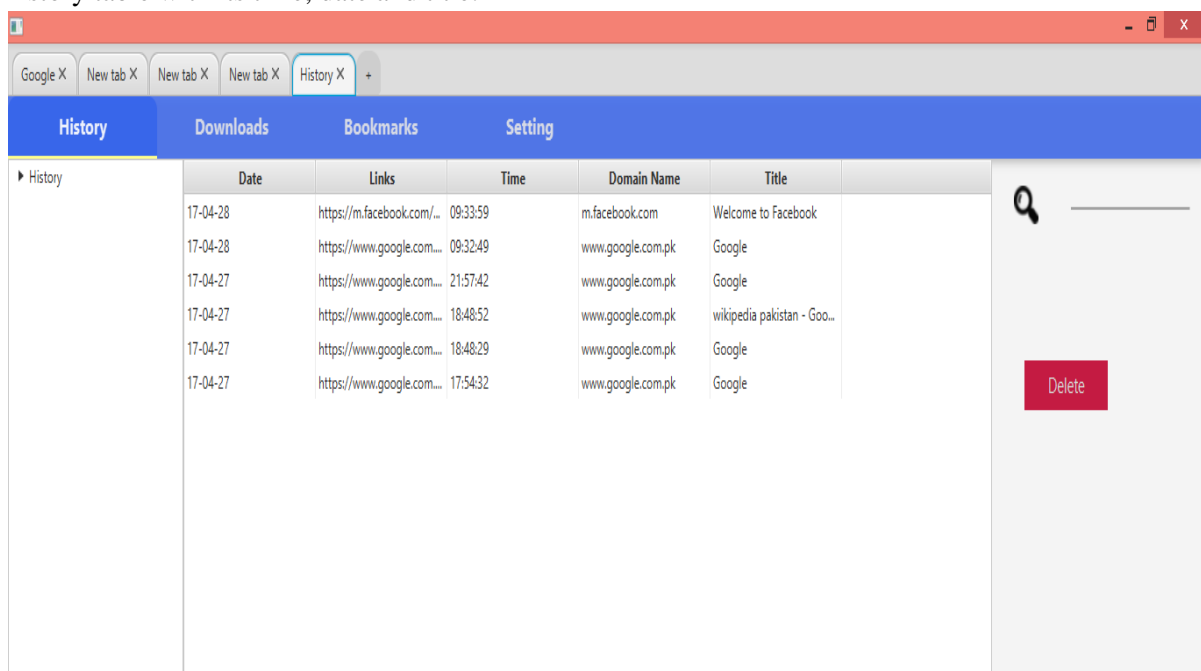 Google X New tab X New tab X New tab X History X +
History Downloads Bookmarks Setting
History
Date Links Time Domain Name Title
17-04-28 https://m.facebook.com/... 09:33:59 m.facebook.com Welcome to Facebook
17-04-28 https://www.google.com.... 09:32:49 www.google.com.pk Google
17-04-27 https://www.google.com.... 21:57:42 www.google.com.pk Google
17-04-27 https://www.google.com.... 18:48:52 www.google.com.pk wikipedia pakistan - Goo...
17-04-27 https://www.google.com.... 18:48:29 www.google.com.pk Google
17-04-27 https://www.google.com.... 17:54:32 www.google.com.pk Google
Delete